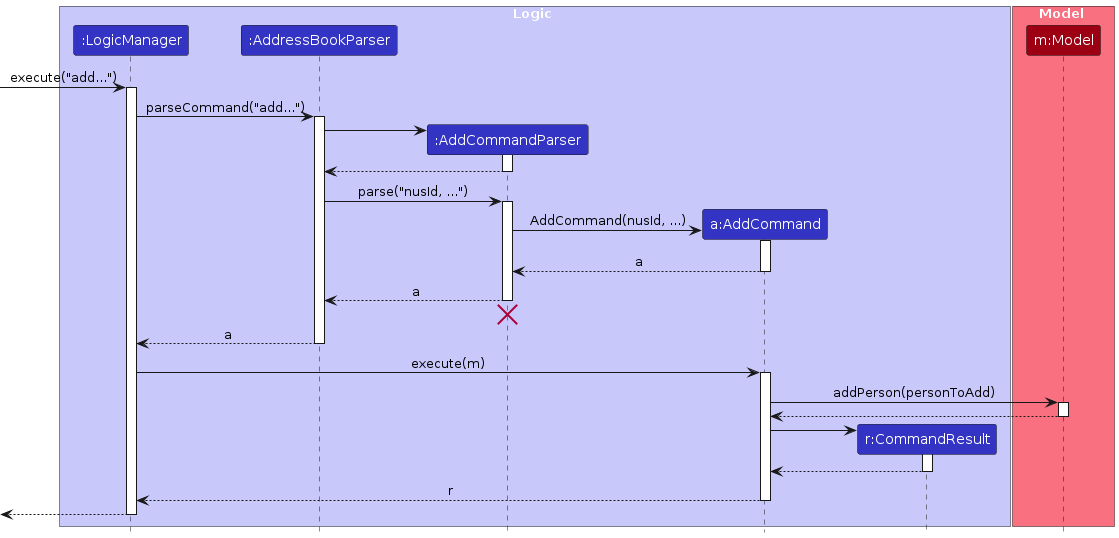 Logic
Model
:LogicManager
:AddressBookParser
m:Model
execute("add...")
parseCommand("add...")
:AddCommandParser
parse("nusId, ...")
AddCommand(nusId, ...)
a:AddCommand
a
a
a
execute(m)
addPerson(personToAdd)
r:CommandResult
r